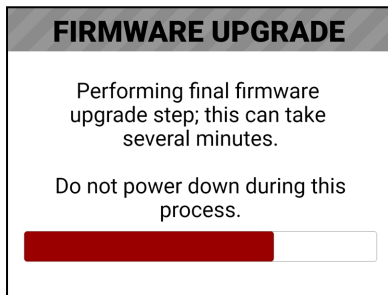 FIRMWARE UPGRADE
Performing final firmware
upgrade step; this can take
several minutes.
Do not power down during this
process.